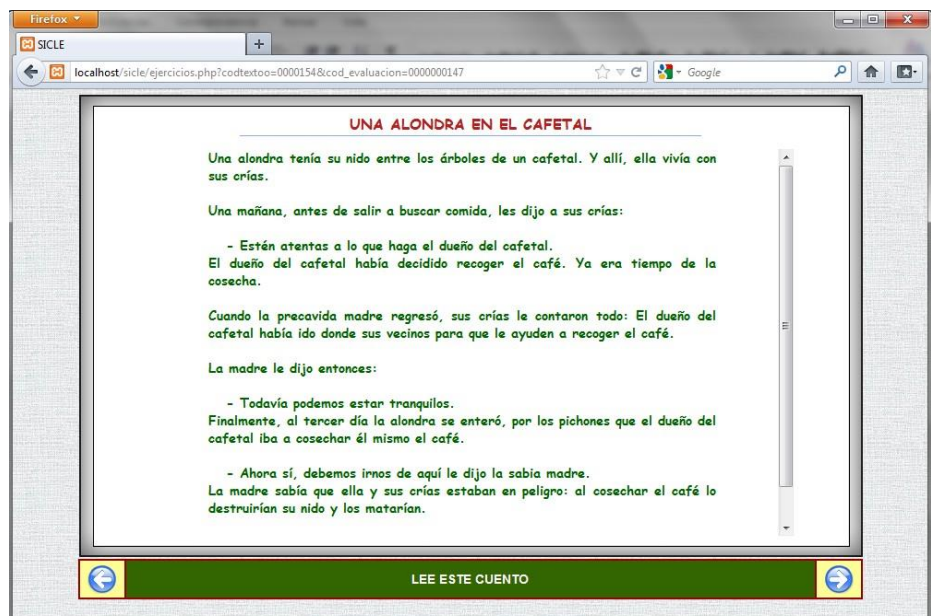 Firefox
SICLE
localhost/sicle/ejercicios.php?codtextoo=0000154&cod_evaluacion=0000000147
Google
UNA ALONDRA EN EL CAFETAL
Una alondra tenía su nido entre los árboles de un cafetal. Y allí, ella vivía con
sus crías.
Una mañana, antes de salir a buscar comida, les dijo a sus crías:
- Estén atentas a lo que haga el dueño del cafetal.
El dueño del cafetal había decidido recoger el café. Ya era tiempo de la
cosecha.
Cuando la precavida madre regresó, sus crías le contaron todo: El dueño del
cafetal había ido donde sus vecinos para que le ayuden a recoger el café.
La madre le dijo entonces:
- Todavía podemos estar tranquilos.
Finalmente, al tercer día la alondra se enteró, por los pichones que el dueño del
cafetal iba a cosechar él mismo el café.
- Ahora sí, debemos irnos de aquí le dijo la sabia madre.
La madre sabía que ella y sus crías estaban en peligro: al cosechar el café lo
destruirían su nido y los matarían.
LEE ESTE CUENTO